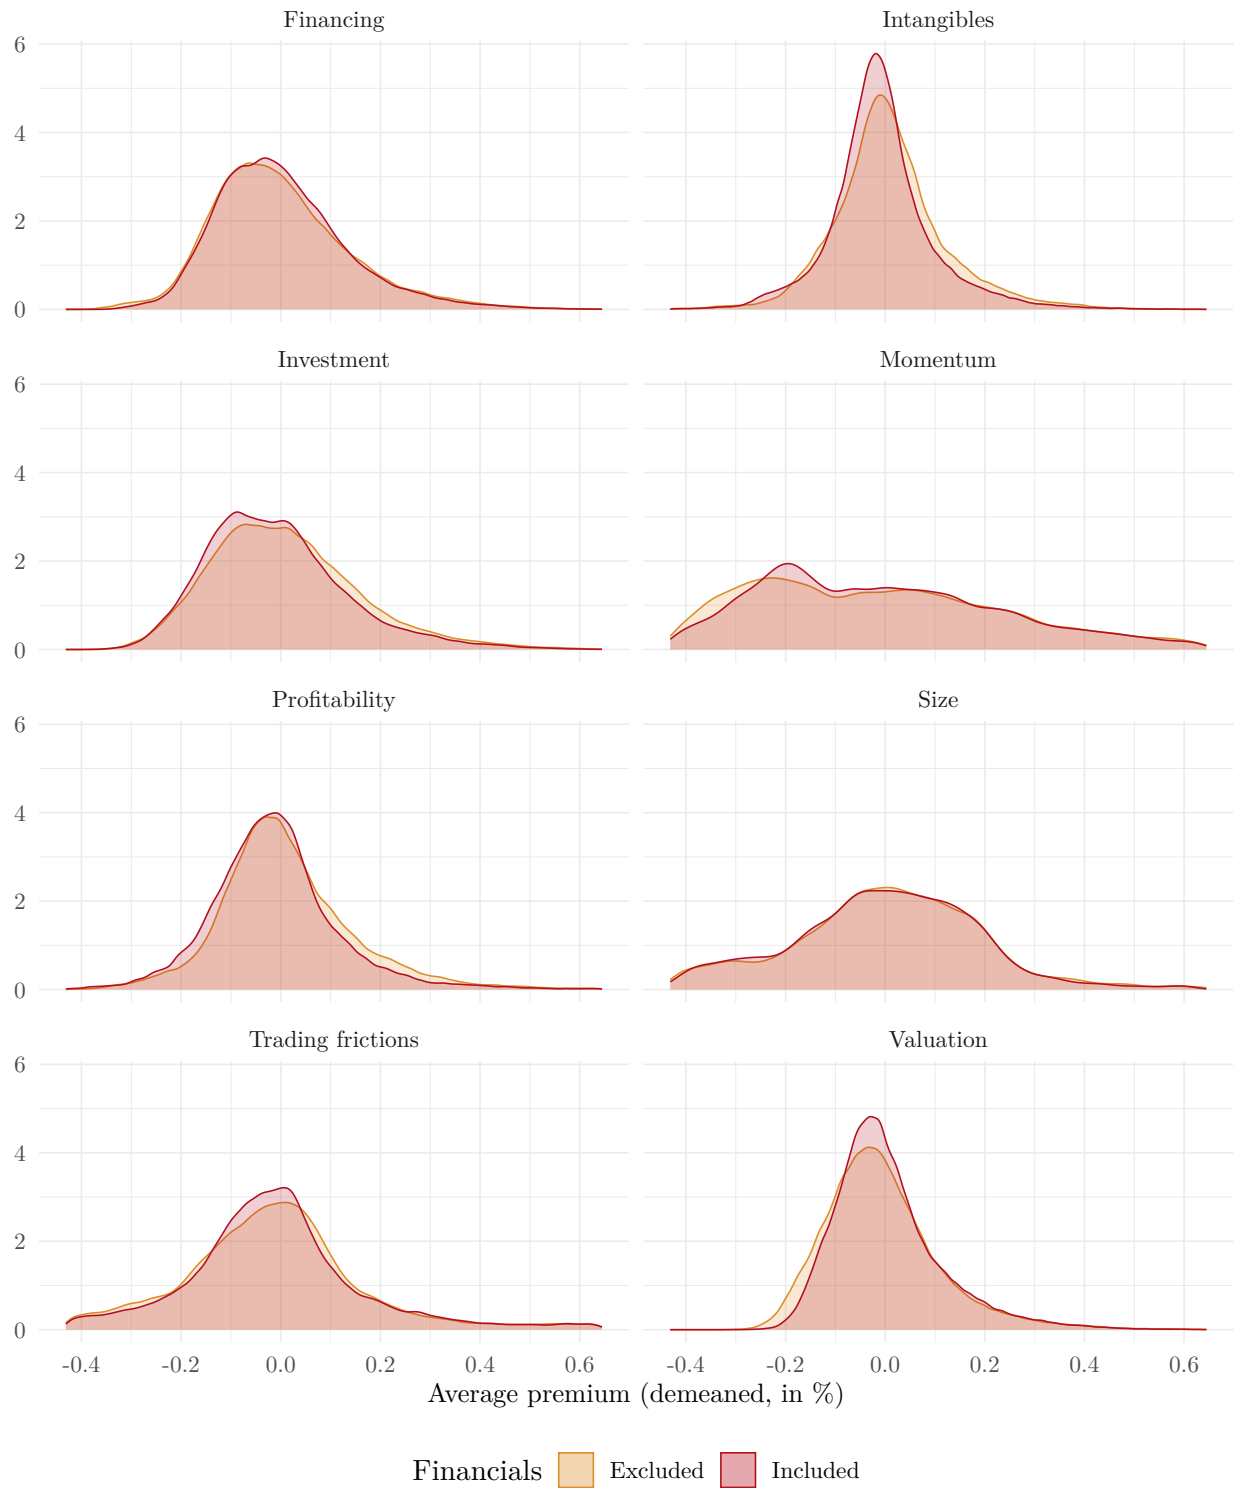 Financing
Intangibles
6
4
2
0
Investment
Momentum
6
4
2
0
Profitability
Size
6
4
2
0
Trading frictions
Valuation
6
4
2
0
-0.4 -0.2 0.0 0.2 0.4 0.6
-0.4 -0.2 0.0 0.2 0.4 0.6
Average premium (demeaned, in %)
Financials Excluded Included